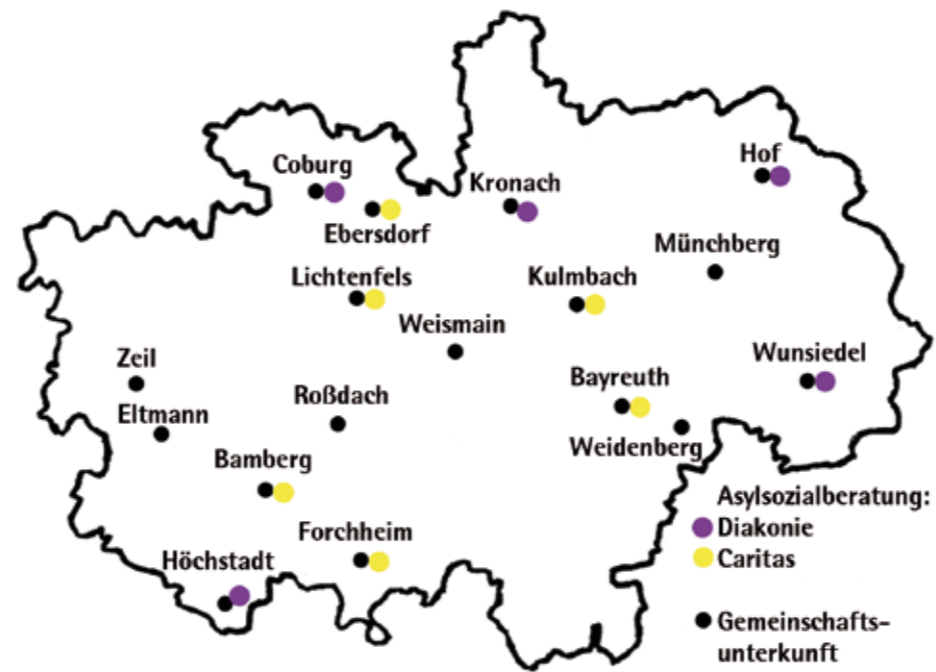 Hof
Coburg
Kronach
Ebersdorf
Münchberg
Lichtenfels
Kulmbach
Weismain
Wunsiedel
Zeil
Bayreuth
Roßdach
Eltmann
Weidenberg
Bamberg
Forchheim
Höchstadt
Asylsozialberatung:
Diakonie
Caritas
Gemeinschafts-
unterkunft